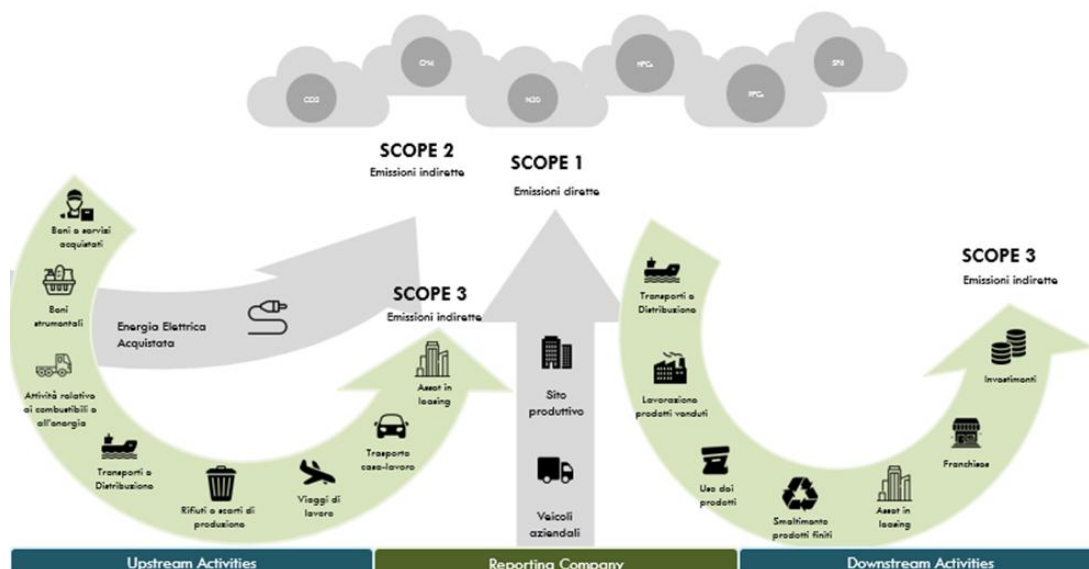 CO2
CH4
N2O
HFCs
PFCs
SF6
SCOPE 2
Emissioni indirette
SCOPE 1
Emissioni dirette
Beni e servizi
acquistati
Beni
strumentali
Attività relative
ai combustibili e
all'energia
Transporti e
Distribuzione
Rifiuti e scarti di
produzione
Viaggi di
lavoro
Trasporto
casa-lavoro
Asset in
leasing
Energia Elettrica
Acquistata
SCOPE 3
Emissioni indirette
Sito
produttivo
Veicoli
aziendali
Transporti e
Distribuzione
Lavorazione
prodotti venduti
Uso dei
prodotti
Smaltimento
prodotti finiti
Asset in
leasing
Franchise
Investimenti
SCOPE 3
Emissioni indirette
Upstream Activities
Reporting Company
Downstream Activities